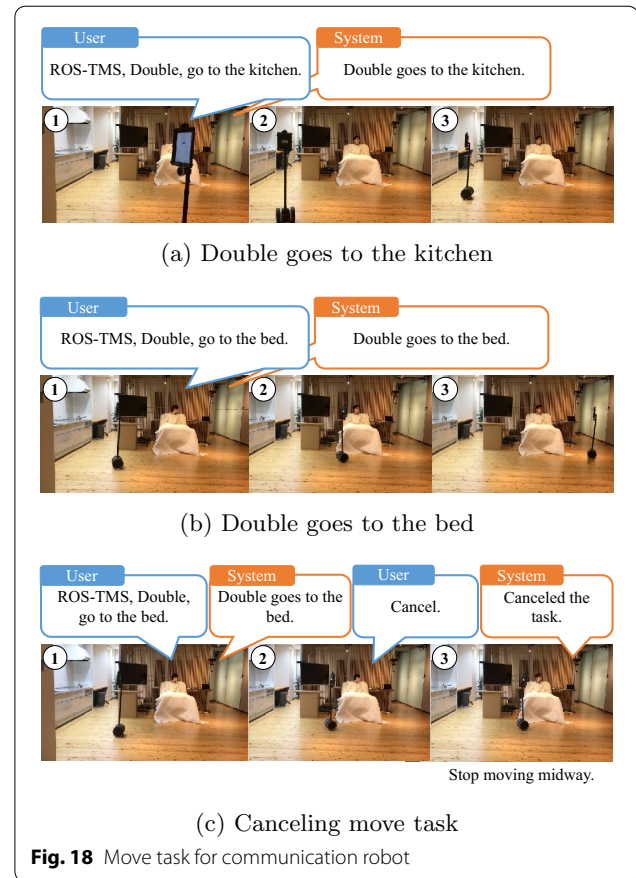 User
System
ROS-TMS, Double, go to the kitchen.
Double goes to the kitchen.
1
2
3
(a) Double goes to the kitchen
User
System
ROS-TMS, Double, go to the bed.
Double goes to the bed.
1
2
3
(b) Double goes to the bed
User
System
User
System
ROS-TMS, Double,
go to the bed.
Double goes to the
bed.
Cancel.
Canceled the
task.
1
2
3
Stop moving midway.
(c) Canceling move task
Fig. 18 Move task for communication robot